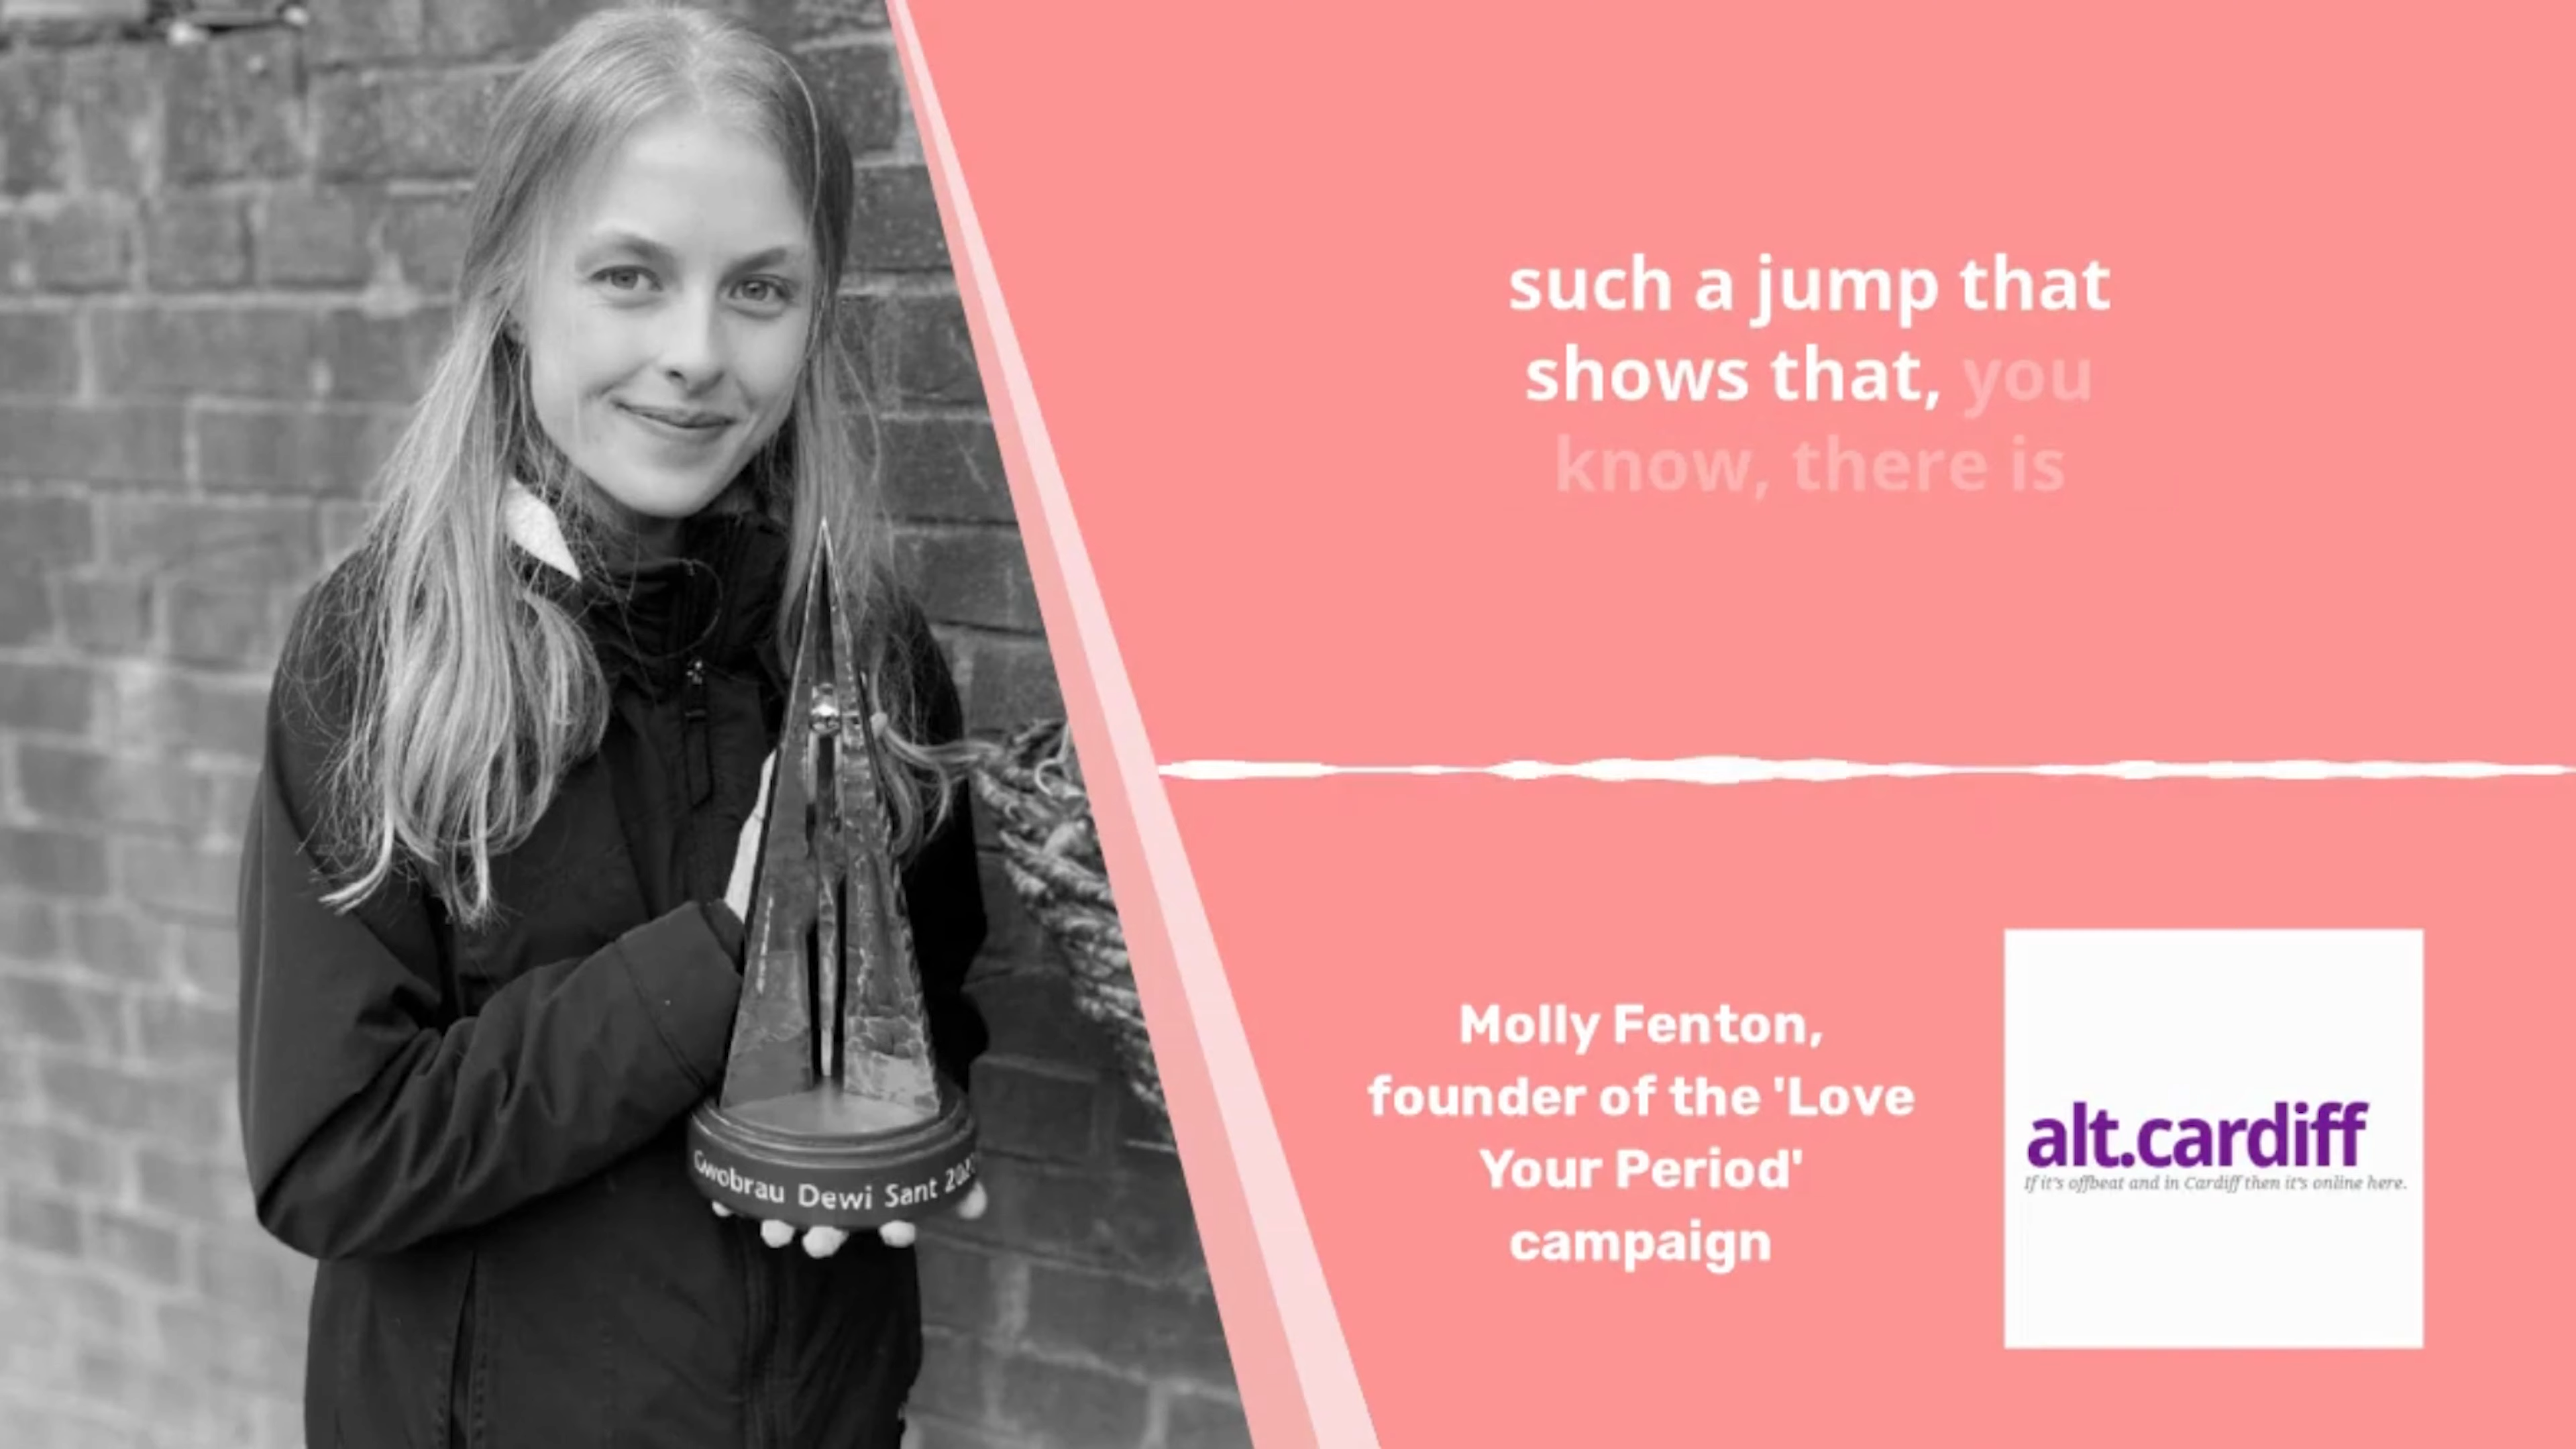 such a jump that
shows that, you
know, there is
Molly Fenton,
founder of the 'Love
Your Period'
campaign
alt.cardiff
If it's offbeat and in Cardiff then it's online here.
Gwobrau Dewi Sant